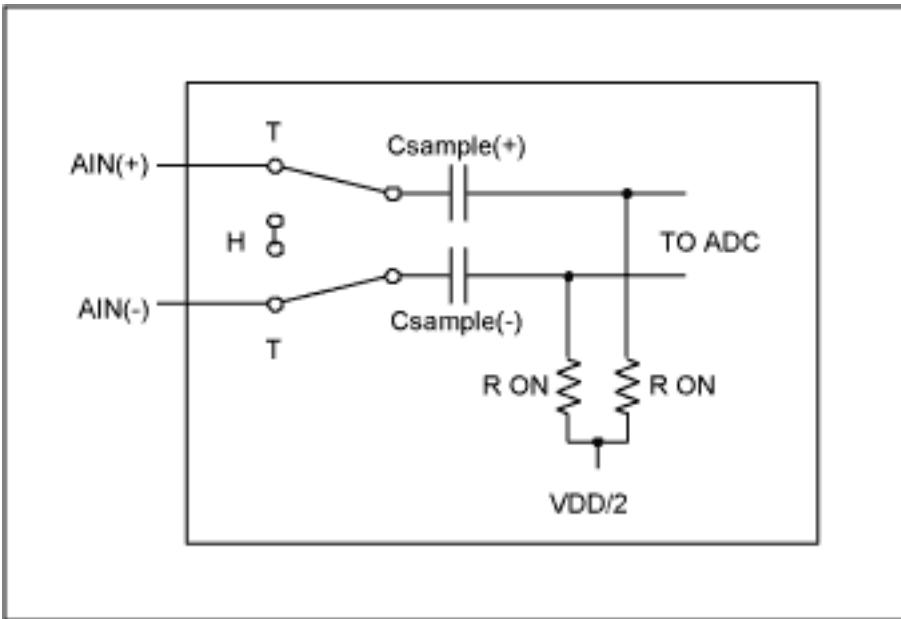 T
Csample(+)
AIN(+)
H
TO ADC
AIN(-)
Csample(-)
T
R ON
R ON
VDD/2